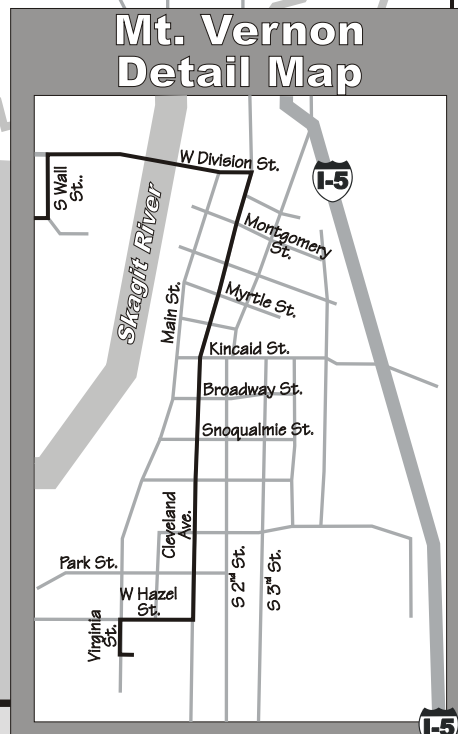 Mt. Vernon
Detail Map
W Division St.
I-5
S Wall
St..
Skagit River
Montgomery
St.
Main St.
Myrtle St.
Kincaid St.
Broadway St.
Snoqualmie St.
Cleveland
Ave.
S 2nd St.
S 3rd St.
Park St.
W Hazel
St.
Virginia
St.
I-5